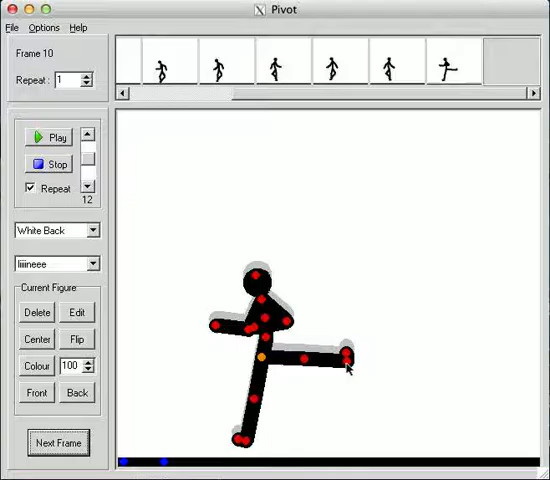 Pivot
File Options Help
Frame 10
Repeat: 1
Play
Stop
Repeat
12
White Back
liiiineee
Current Figure
Delete Edit
Center Flip
Colour 100
Front Back
Next Frame